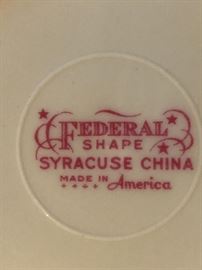 FEDERAL
SHAPE
SYRACUSE CHINA
MADE IN America